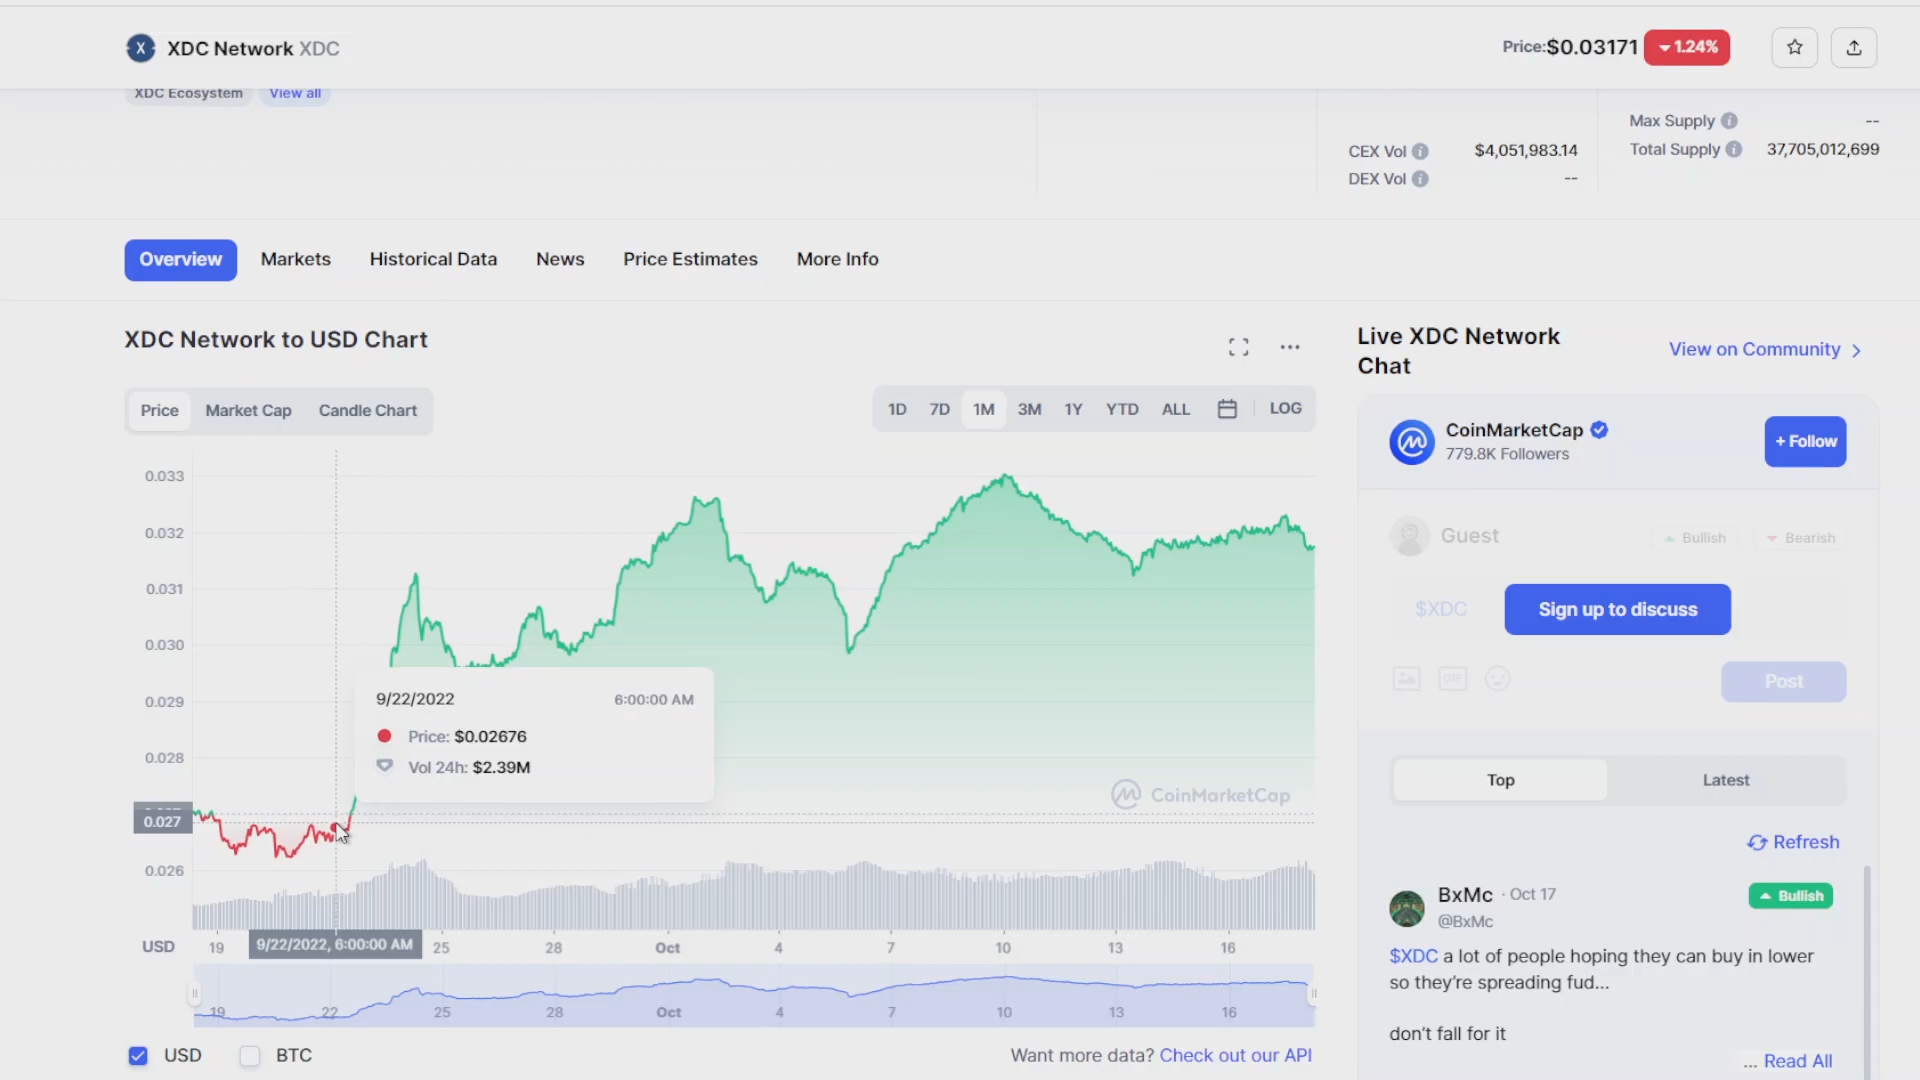 X XDC Network XDC
Price:$0.03171 1.24%
XDC Ecosystem View all
Max Supply --
CEX Vol $4,051,983.14
Total Supply 37,705,012,699
DEX Vol --
Overview Markets Historical Data News Price Estimates More Info
XDC Network to USD Chart
Price Market Cap Candle Chart
1D 7D 1M 3M 1Y YTD ALL LOG
0.033
0.032
0.031
0.030
0.029
0.028
0.027
0.026
9/22/2022 6:00:00 AM
Price: $0.02676
Vol 24h: $2.39M
CoinMarketCap
USD 19 9/22/2022, 6:00:00 AM 25 28 Oct 4 7 10 13 16
19 22 25 28 Oct 4 7 10 13 16
USD BTC
Want more data? Check out our API
Live XDC Network
Chat
View on Community
CoinMarketCap
779.8K Followers
+ Follow
Guest
Bullish Bearish
$XDC
Sign up to discuss
GIF
Post
Top Latest
Refresh
BxMc · Oct 17
@BxMc
Bullish
$XDC a lot of people hoping they can buy in lower
so they're spreading fud...
don't fall for it
... Read All